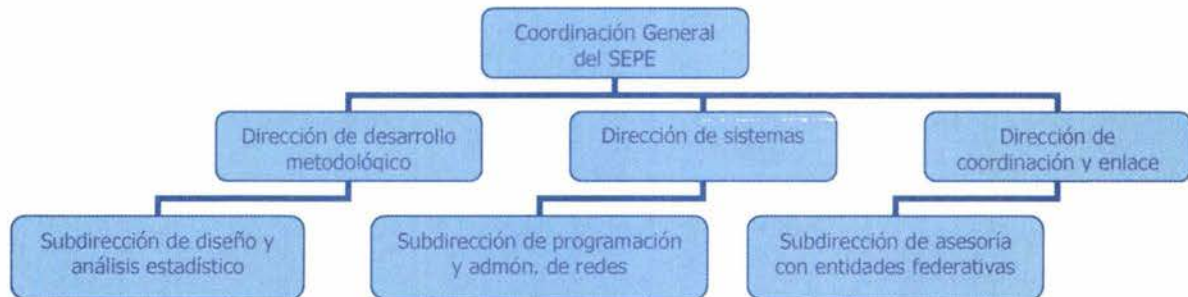 Coordinación General
del SEPE
Dirección de desarrollo
metodológico
Dirección de sistemas
Dirección de
coordinación y enlace
Subdirección de diseño y
análisis estadístico
Subdirección de programación
y admón. de redes
Subdirección de asesoría
con entidades federativas